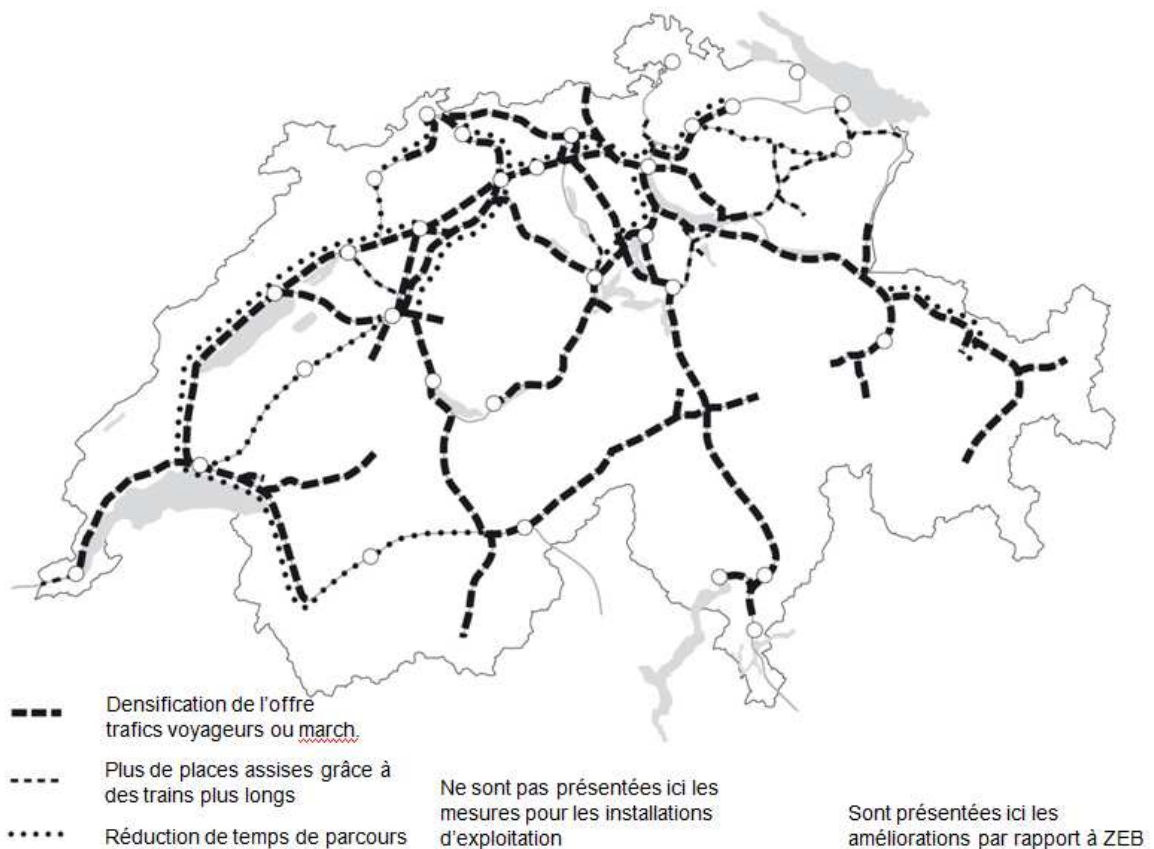 Densification de l'offre
trafics voyageurs ou march.
Plus de places assises grâce à
des trains plus longs
Réduction de temps de parcours
Ne sont pas présentées ici les
mesures pour les installations
d'exploitation
Sont présentées ici les
améliorations par rapport à ZEB